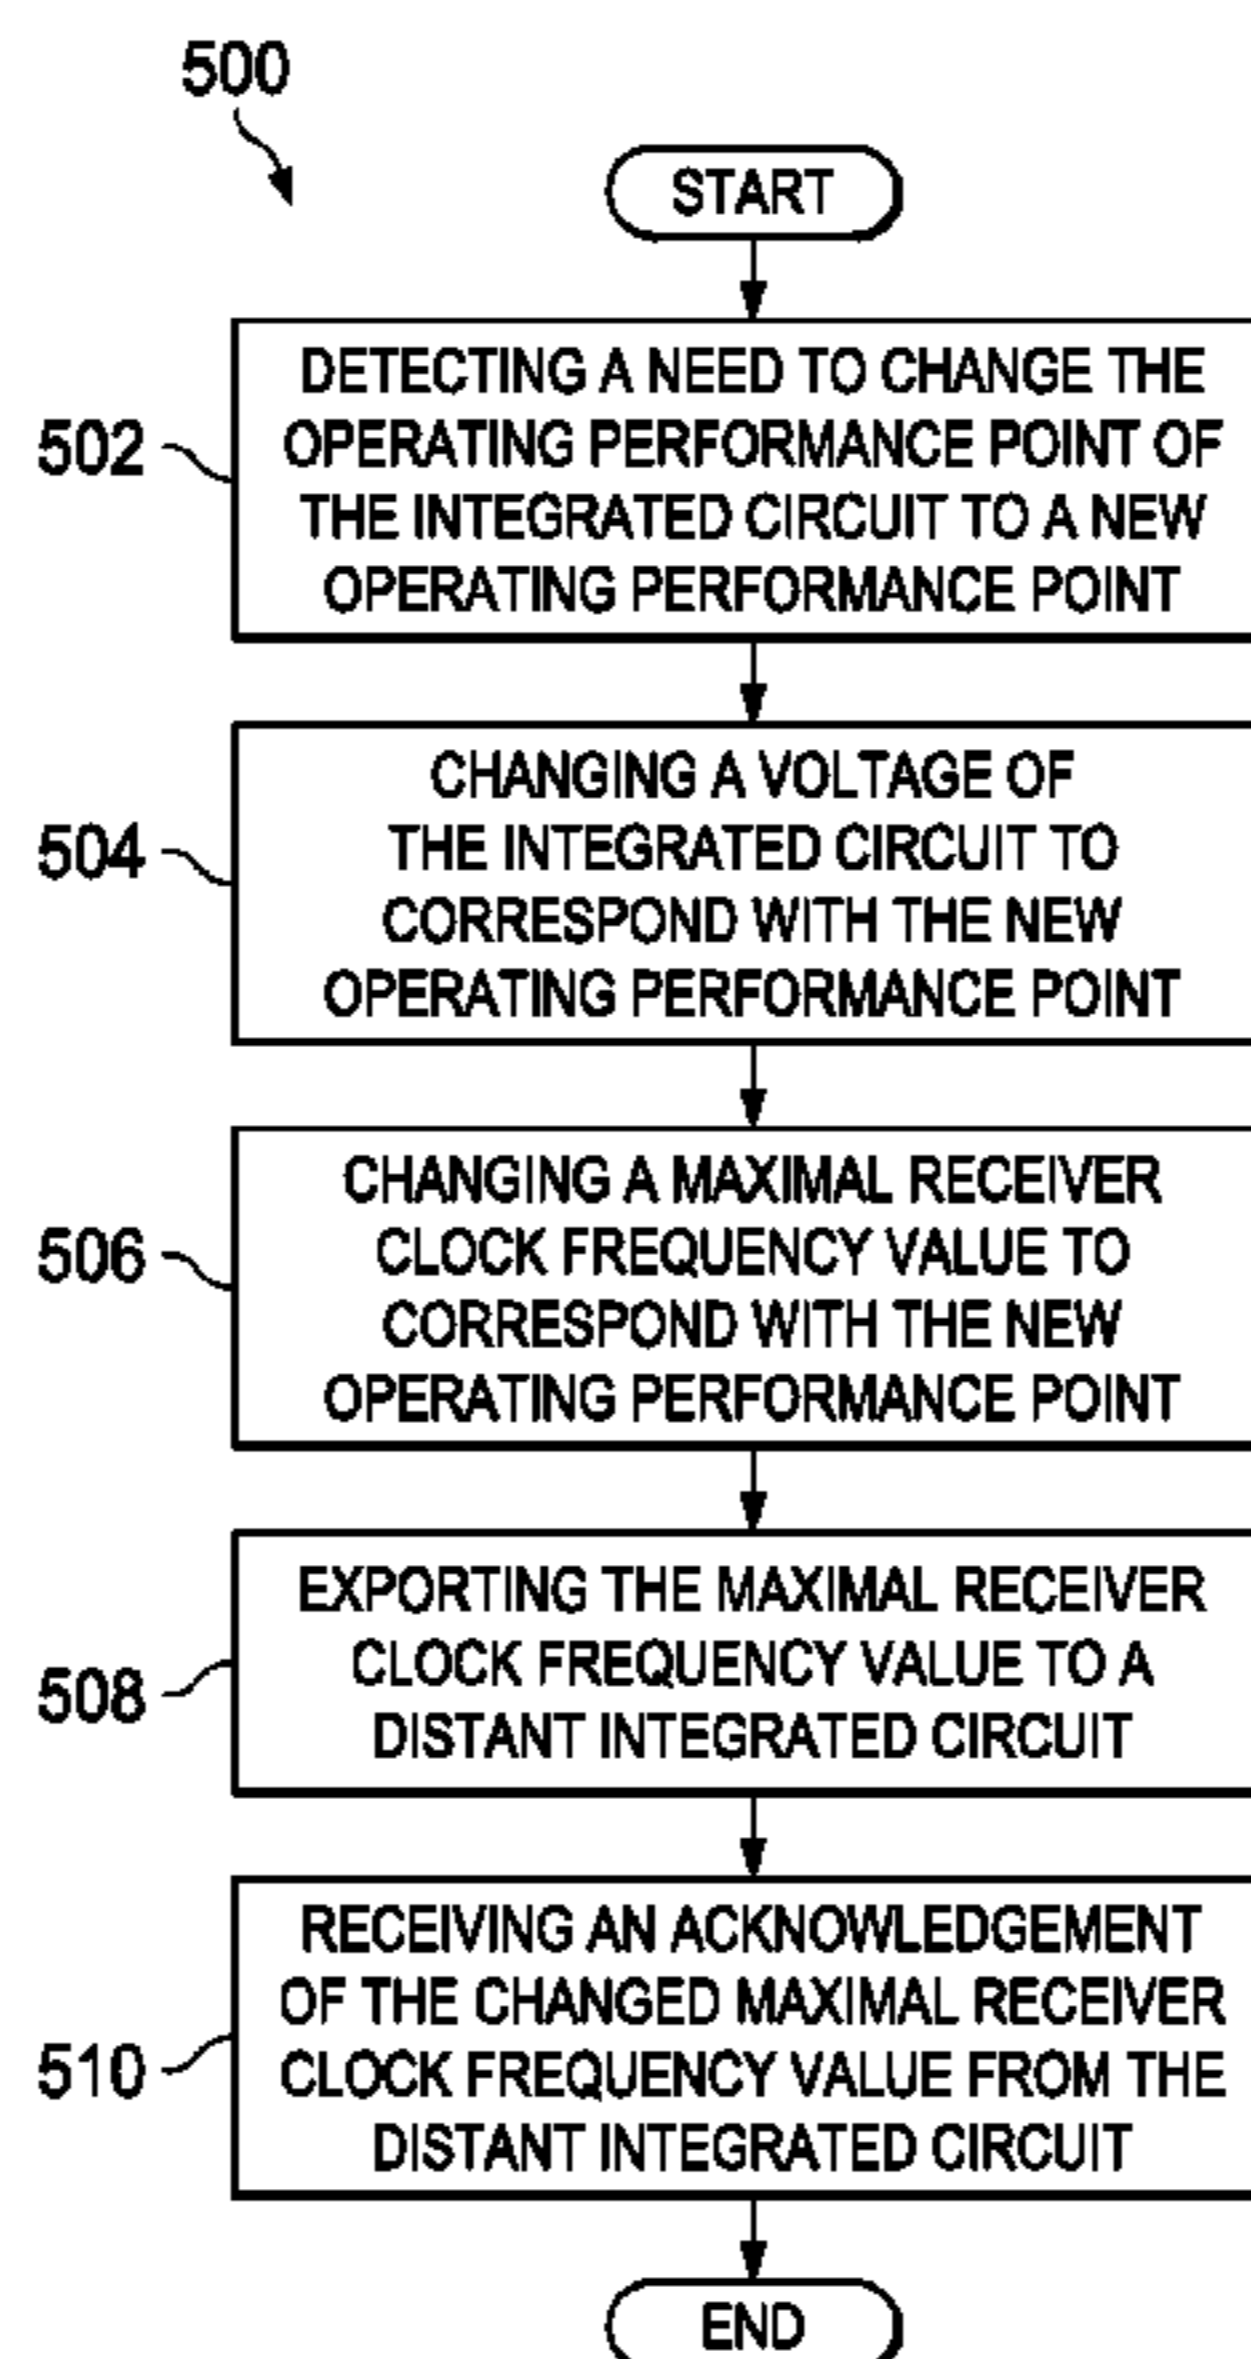 500
START
502
DETECTING A NEED TO CHANGE THE
OPERATING PERFORMANCE POINT OF
THE INTEGRATED CIRCUIT TO A NEW
OPERATING PERFORMANCE POINT
504
CHANGING A VOLTAGE OF
THE INTEGRATED CIRCUIT TO
CORRESPOND WITH THE NEW
OPERATING PERFORMANCE POINT
506
CHANGING A MAXIMAL RECEIVER
CLOCK FREQUENCY VALUE TO
CORRESPOND WITH THE NEW
OPERATING PERFORMANCE POINT
508
EXPORTING THE MAXIMAL RECEIVER
CLOCK FREQUENCY VALUE TO A
DISTANT INTEGRATED CIRCUIT
510
RECEIVING AN ACKNOWLEDGEMENT
OF THE CHANGED MAXIMAL RECEIVER
CLOCK FREQUENCY VALUE FROM THE
DISTANT INTEGRATED CIRCUIT
END